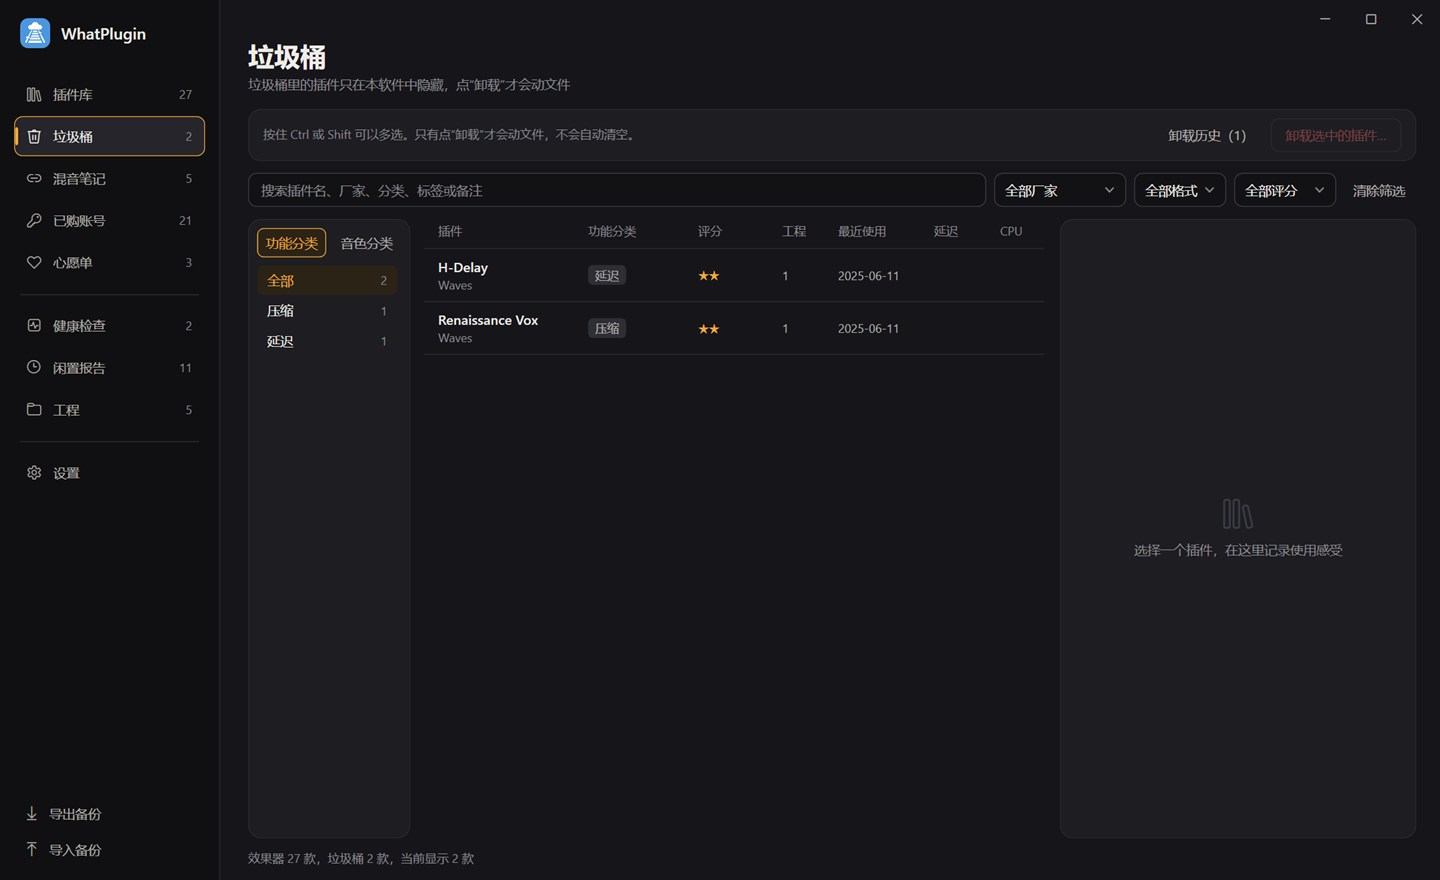 WhatPlugin
插件库 27
垃圾桶 2
混音笔记 5
已购账号 21
心愿单 3
健康检查 2
闲置报告 11
工程 5
设置
导出备份
导入备份
垃圾桶
垃圾桶里的插件只在本软件中隐藏，点“卸载”才会动文件
按住 Ctrl 或 Shift 可以多选。只有点“卸载”才会动文件，不会自动清空。
卸载历史（1）
卸载选中的插件...
搜索插件名、厂家、分类、标签或备注
全部厂家
全部格式
全部评分
清除筛选
功能分类 音色分类
全部 2
压缩 1
延迟 1
插件 功能分类 评分 工程 最近使用 延迟 CPU
H-Delay
Waves
延迟 ★★ 1 2025-06-11
Renaissance Vox
Waves
压缩 ★★ 1 2025-06-11
选择一个插件，在这里记录使用感受
效果器 27 款，垃圾桶 2 款，当前显示 2 款